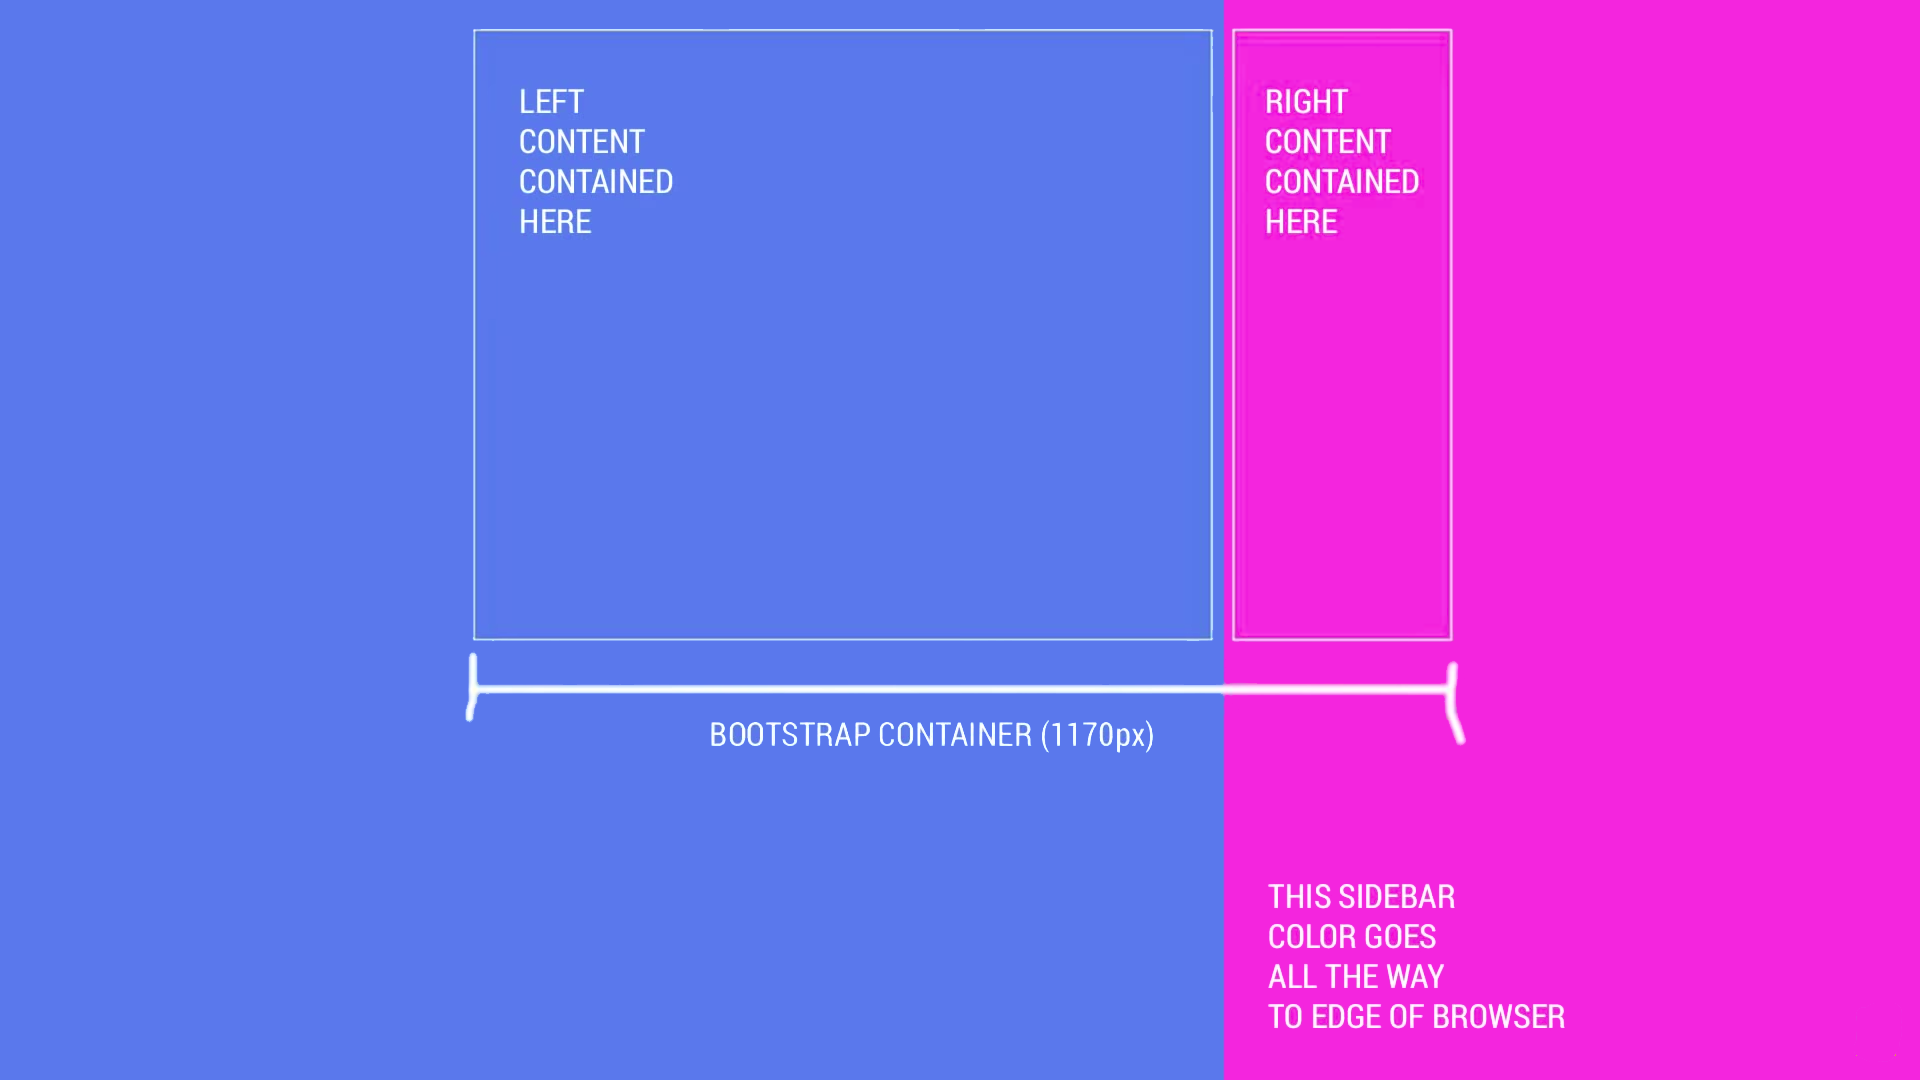 LEFT
CONTENT
CONTAINED
HERE
RIGHT
CONTENT
CONTAINED
HERE
BOOTSTRAP CONTAINER (1170px)
THIS SIDEBAR
COLOR GOES
ALL THE WAY
TO EDGE OF BROWSER